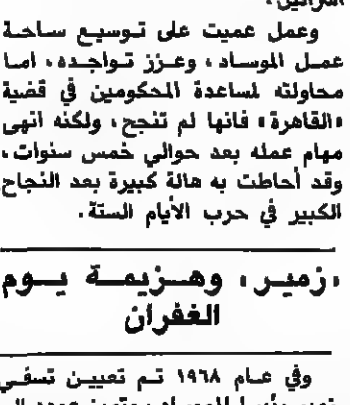 اسرائيل.
وعمل عميت على توسيع ساحة
عمل الموساد، وعزز تواجده، اما
محاولته لمساعدة المحكومين في قضية
«القاهرة» فانها لم تنجح، ولكنه انهى
مهام عمله بعد حوالي خمس سنوات،
وقد أحاطت به هالة كبيرة بعد النجاح
الكبير في حرب الأيام الستة.
«زمير» وهزيمة يوم
الغفران
وفي عام ١٩٦٨ تم تعيين تسفي